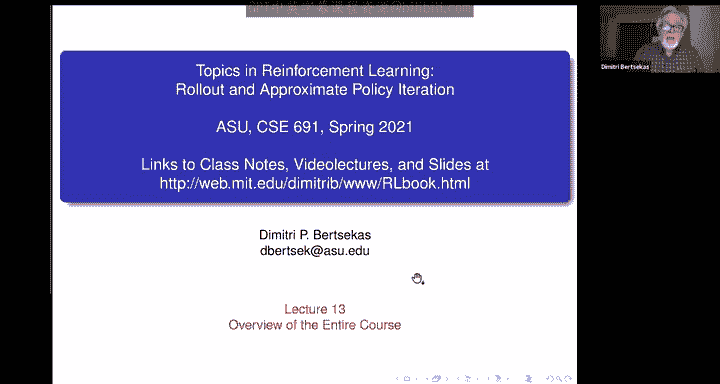 Topics in Reinforcement Learning:
Rollout and Approximate Policy Iteration
ASU, CSE 691, Spring 2021
Links to Class Notes, Videolectures, and Slides at
http://web.mit.edu/dimitrib/www/RLbook.html
Dimitri P. Bertsekas
dbertsek@asu.edu
Lecture 13
Overview of the Entire Course
Dimitri Bertsekas